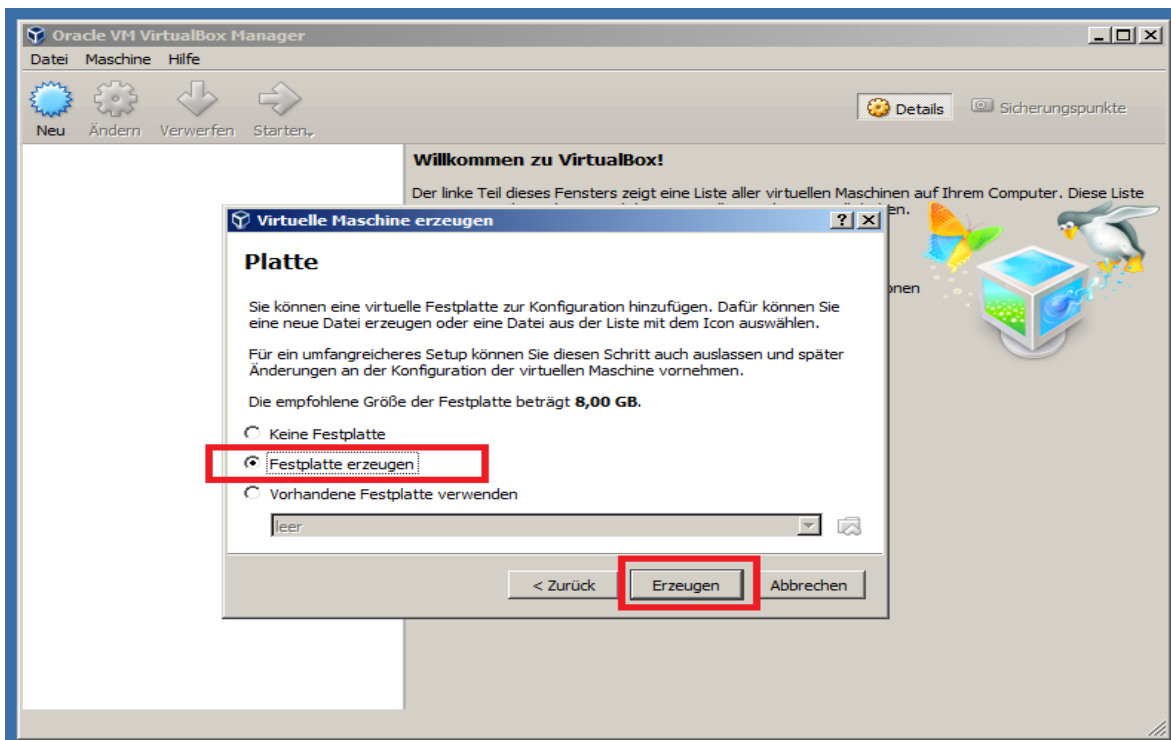 Oracle VM VirtualBox Manager
Datei Maschine Hilfe
Neu Ändern Verwerfen Starten
Details Sicherungspunkte
Willkommen zu VirtualBox!
Der linke Teil dieses Fensters zeigt eine Liste aller virtuellen Maschinen auf Ihrem Computer. Diese Liste
en.
onen
Virtuelle Maschine erzeugen
Platte
Sie können eine virtuelle Festplatte zur Konfiguration hinzufügen. Dafür können Sie
eine neue Datei erzeugen oder eine Datei aus der Liste mit dem Icon auswählen.
Für ein umfangreicheres Setup können Sie diesen Schritt auch auslassen und später
Änderungen an der Konfiguration der virtuellen Maschine vornehmen.
Die empfohlene Größe der Festplatte beträgt 8,00 GB.
Keine Festplatte
Festplatte erzeugen
Vorhandene Festplatte verwenden
leer
< Zurück Erzeugen Abbrechen